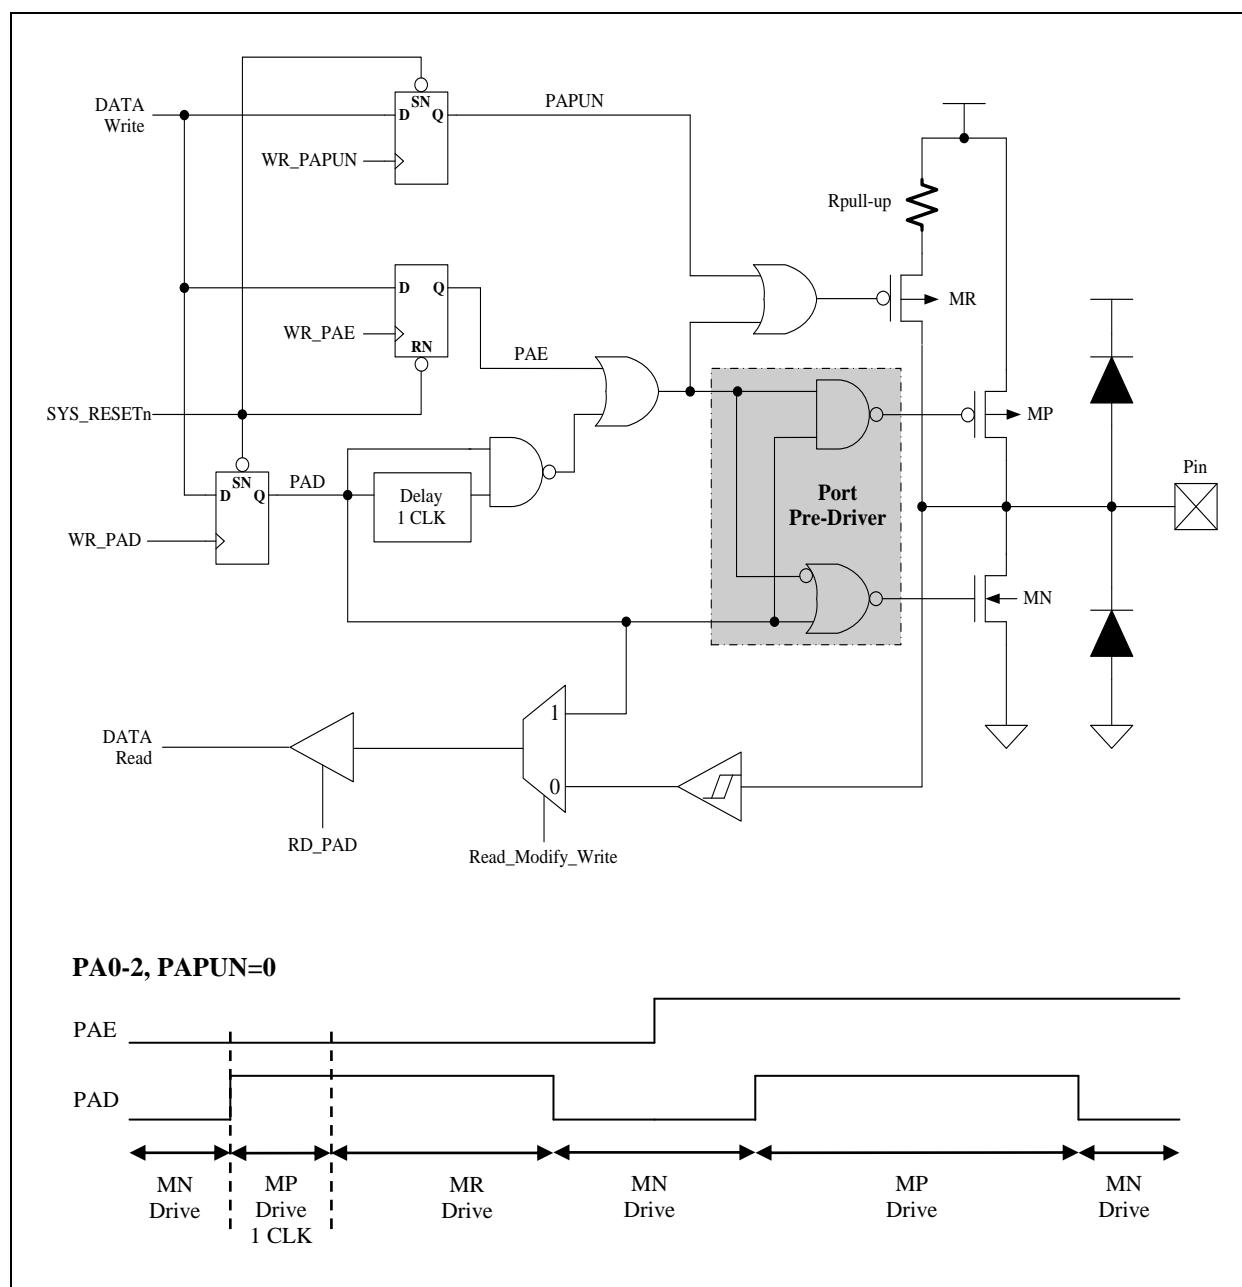 SN
DATA
Write
D
Q
PAPUN
WR_PAPUN
Rpull-up
D
Q
MR
WR_PAE
RN
PAE
SYS_RESETn
MP
SN
PAD
D
Q
Delay
1 CLK
Port
Pre-Driver
Pin
WR_PAD
MN
1
DATA
Read
0
RD_PAD
Read_Modify_Write
PA0-2, PAPUN=0
PAE
PAD
MN
Drive
MP
Drive
1 CLK
MR
Drive
MN
Drive
MP
Drive
MN
Drive